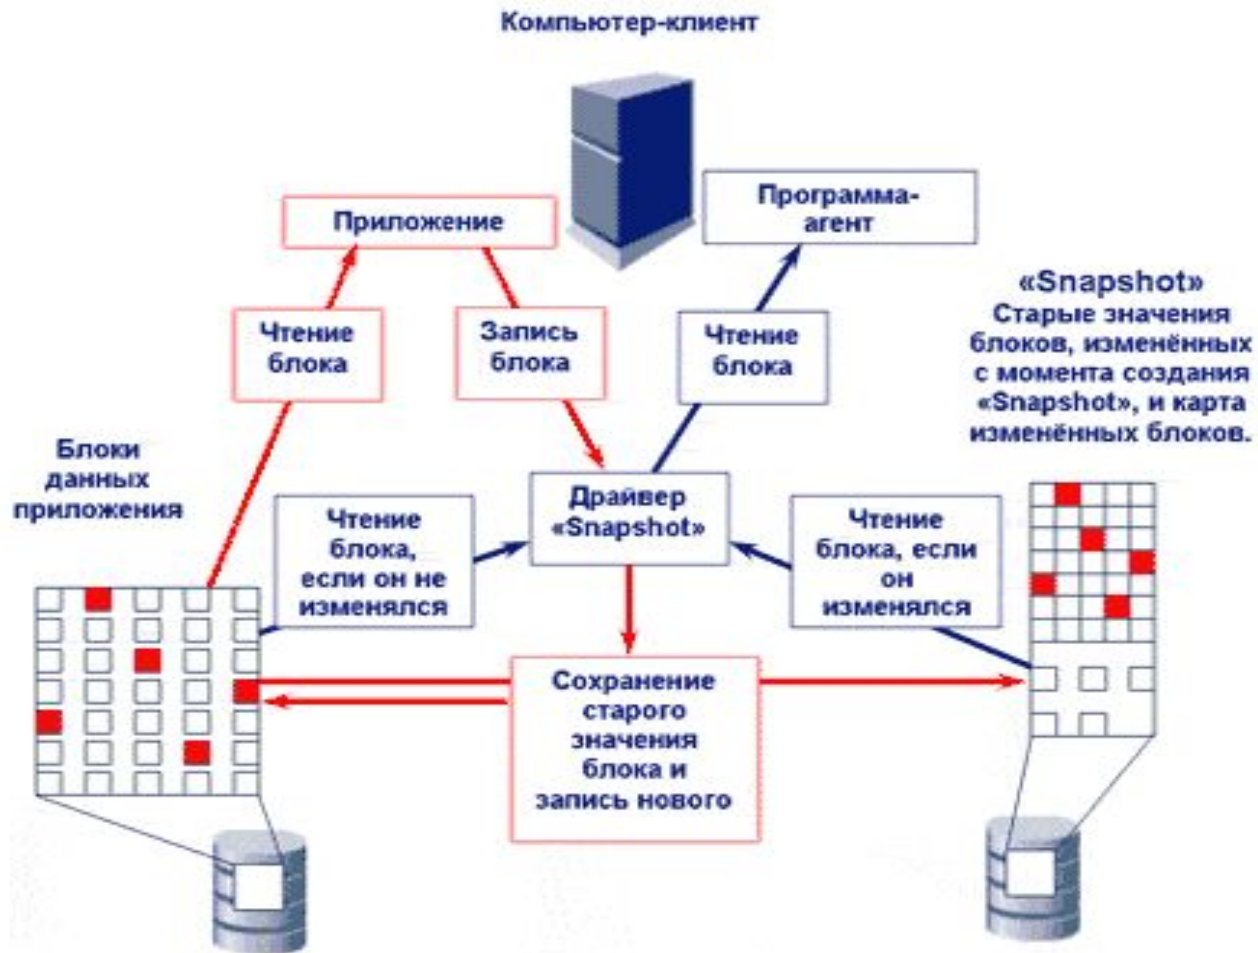 Компьютер-клиент
Приложение
Программа-
агент
Чтение
блока
Запись
блока
Чтение
блока
«Snapshot»
Старые значения
блоков, изменённых
с момента создания
«Snapshot», и карта
изменённых блоков.
Блоки
данных
приложения
Чтение
блока,
если он не
изменялся
Драйвер
«Snapshot»
Чтение
блока, если
он
изменялся
Сохранение
старого
значения
блока и
запись нового